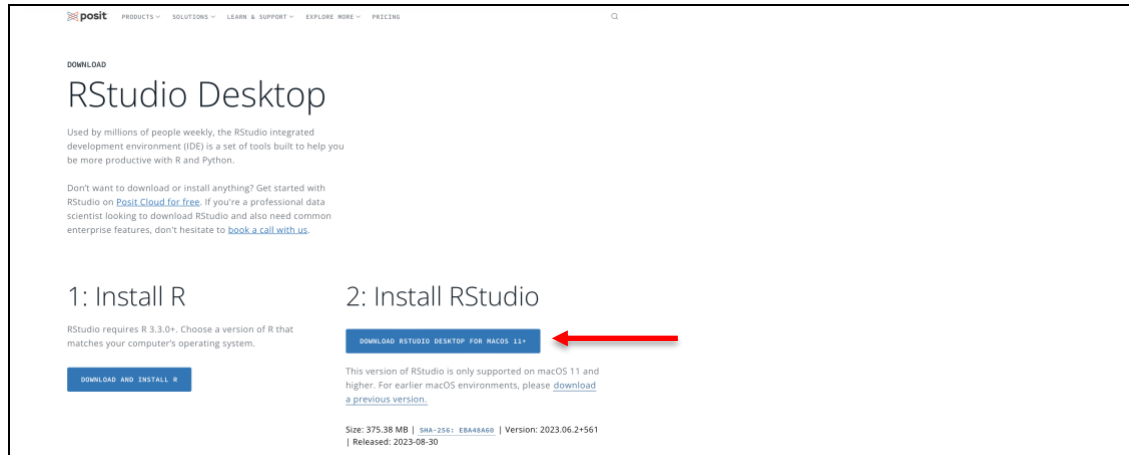 posit PRODUCTS SOLUTIONS LEARN & SUPPORT EXPLORE MORE PRICING
DOWNLOAD
RStudio Desktop
Used by millions of people weekly, the RStudio integrated
development environment (IDE) is a set of tools built to help you
be more productive with R and Python.
Don't want to download or install anything? Get started with
RStudio on Posit Cloud for free. If you're a professional data
scientist looking to download RStudio and also need common
enterprise features, don't hesitate to book a call with us.
1: Install R
RStudio requires R 3.3.0+. Choose a version of R that
matches your computer's operating system.
DOWNLOAD AND INSTALL R
2: Install RStudio
DOWNLOAD RSTUDIO DESKTOP FOR MACOS 11+
This version of RStudio is only supported on macOS 11 and
higher. For earlier macOS environments, please download
a previous version.
Size: 375.38 MB | SHA-256: EBA48A60 | Version: 2023.06.2+561
| Released: 2023-08-30